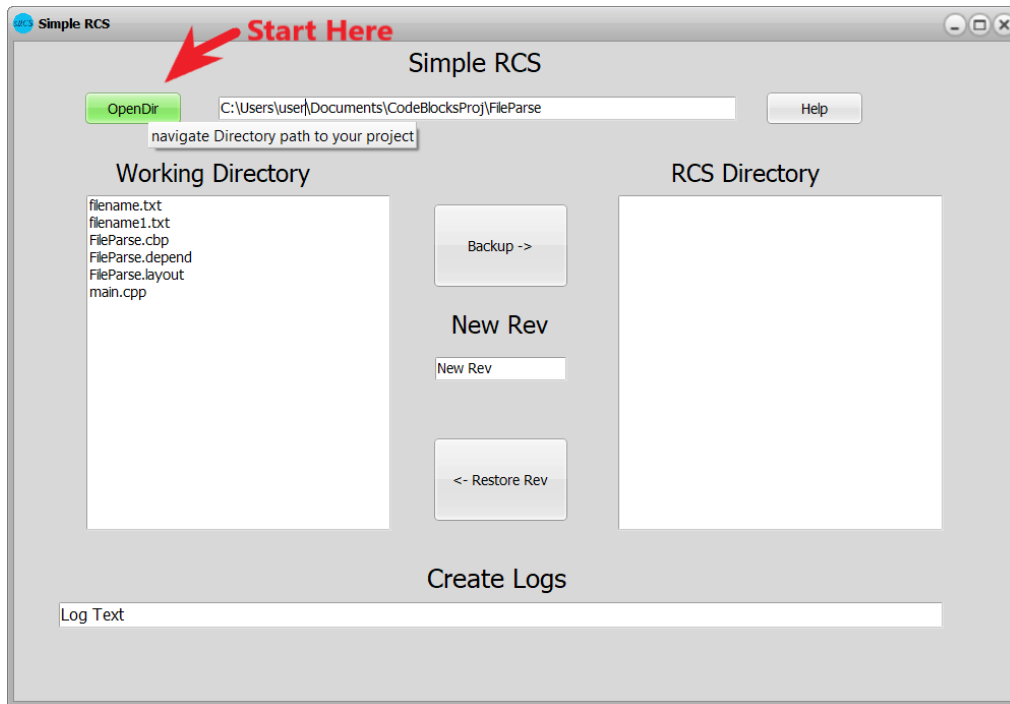 Simple RCS
Start Here
Simple RCS
OpenDir
C:\Users\user\Documents\CodeBlocksProj\FileParse
Help
navigate Directory path to your project
Working Directory
RCS Directory
filename.txt
filename1.txt
FileParse.cbp
FileParse.depend
FileParse.layout
main.cpp
Backup ->
New Rev
New Rev
<- Restore Rev
Create Logs
Log Text